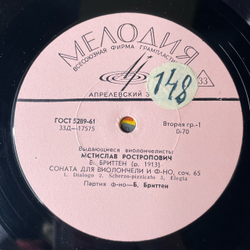 МЕЛОДИЯ
ВСЕСОЮЗНАЯ ФИРМА ГРАМПЛАСТИНОК
33
148
АПРЕЛЕВСКИЙ
ГОСТ 5289-61
33Д—17575
Вторая гр.-1
0-70
Выдающиеся виолончелисты
МСТИСЛАВ РОСТРОПОВИЧ
Б. БРИТТЕН (р. 1913)
СОНАТА ДЛЯ ВИОЛОНЧЕЛИ И Ф-НО, соч. 65
1. Dialogo 2. Scherzo-pizzicato 3. Elegia
Партия ф-но—Б. Бриттен